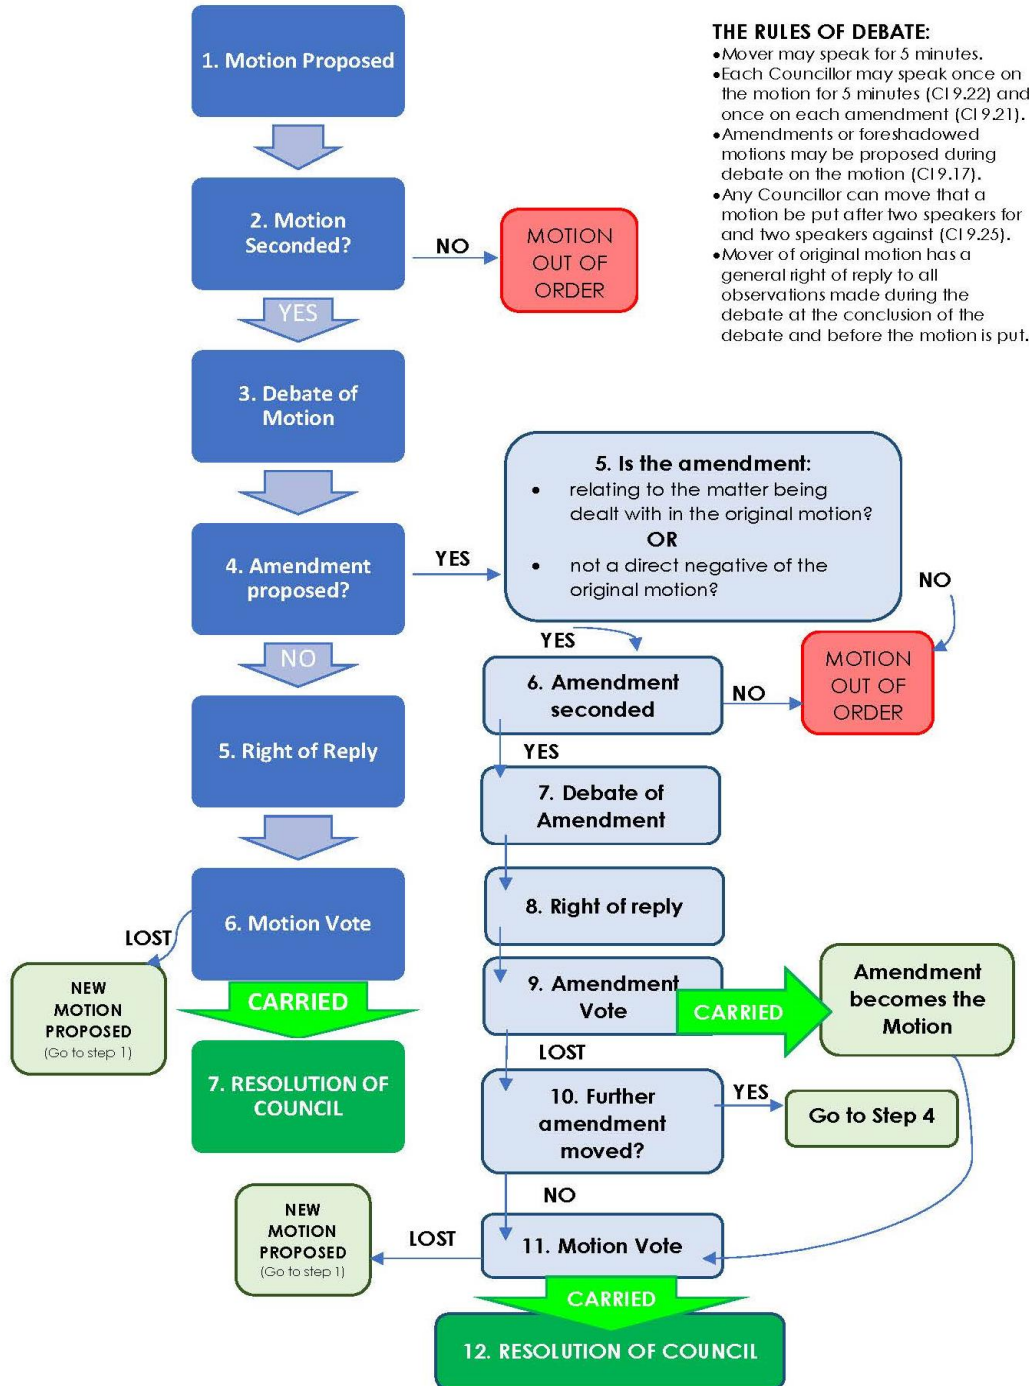 1. Motion Proposed
THE RULES OF DEBATE:
•Mover may speak for 5 minutes.
•Each Councillor may speak once on
the motion for 5 minutes (Cl 9.22) and
once on each amendment (Cl 9.21).
•Amendments or foreshadowed
motions may be proposed during
debate on the motion (Cl 9.17).
•Any Councillor can move that a
motion be put after two speakers for
and two speakers against (Cl 9.25).
•Mover of original motion has a
general right of reply to all
observations made during the
debate at the conclusion of the
debate and before the motion is put.
2. Motion
Seconded?
NO
MOTION
OUT OF
ORDER
YES
3. Debate of
Motion
4. Amendment
proposed?
YES
5. Is the amendment:
• relating to the matter being
dealt with in the original motion?
OR
• not a direct negative of the
original motion?
NO
NO
YES
MOTION
OUT OF
ORDER
6. Amendment
seconded
NO
5. Right of Reply
YES
7. Debate of
Amendment
6. Motion Vote
8. Right of reply
LOST
NEW
MOTION
PROPOSED
(Go to step 1)
CARRIED
9. Amendment
Vote
CARRIED
Amendment
becomes the
Motion
7. RESOLUTION OF
COUNCIL
LOST
10. Further
amendment
moved?
YES
Go to Step 4
NO
NEW
MOTION
PROPOSED
(Go to step 1)
LOST
11. Motion Vote
CARRIED
12. RESOLUTION OF COUNCIL